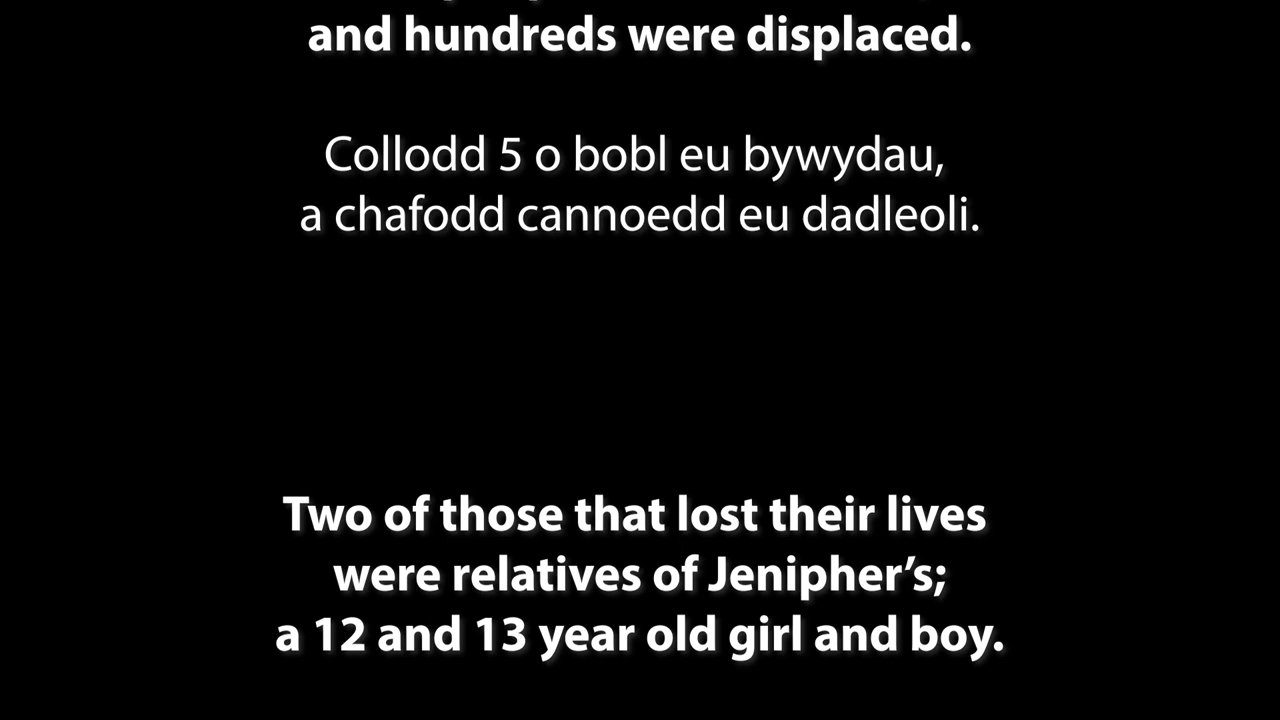 and hundreds were displaced.
Collodd 5 o bobl eu bywydau,
a chafodd cannoedd eu dadleoli.
Two of those that lost their lives
were relatives of Jenipher’s;
a 12 and 13 year old girl and boy.